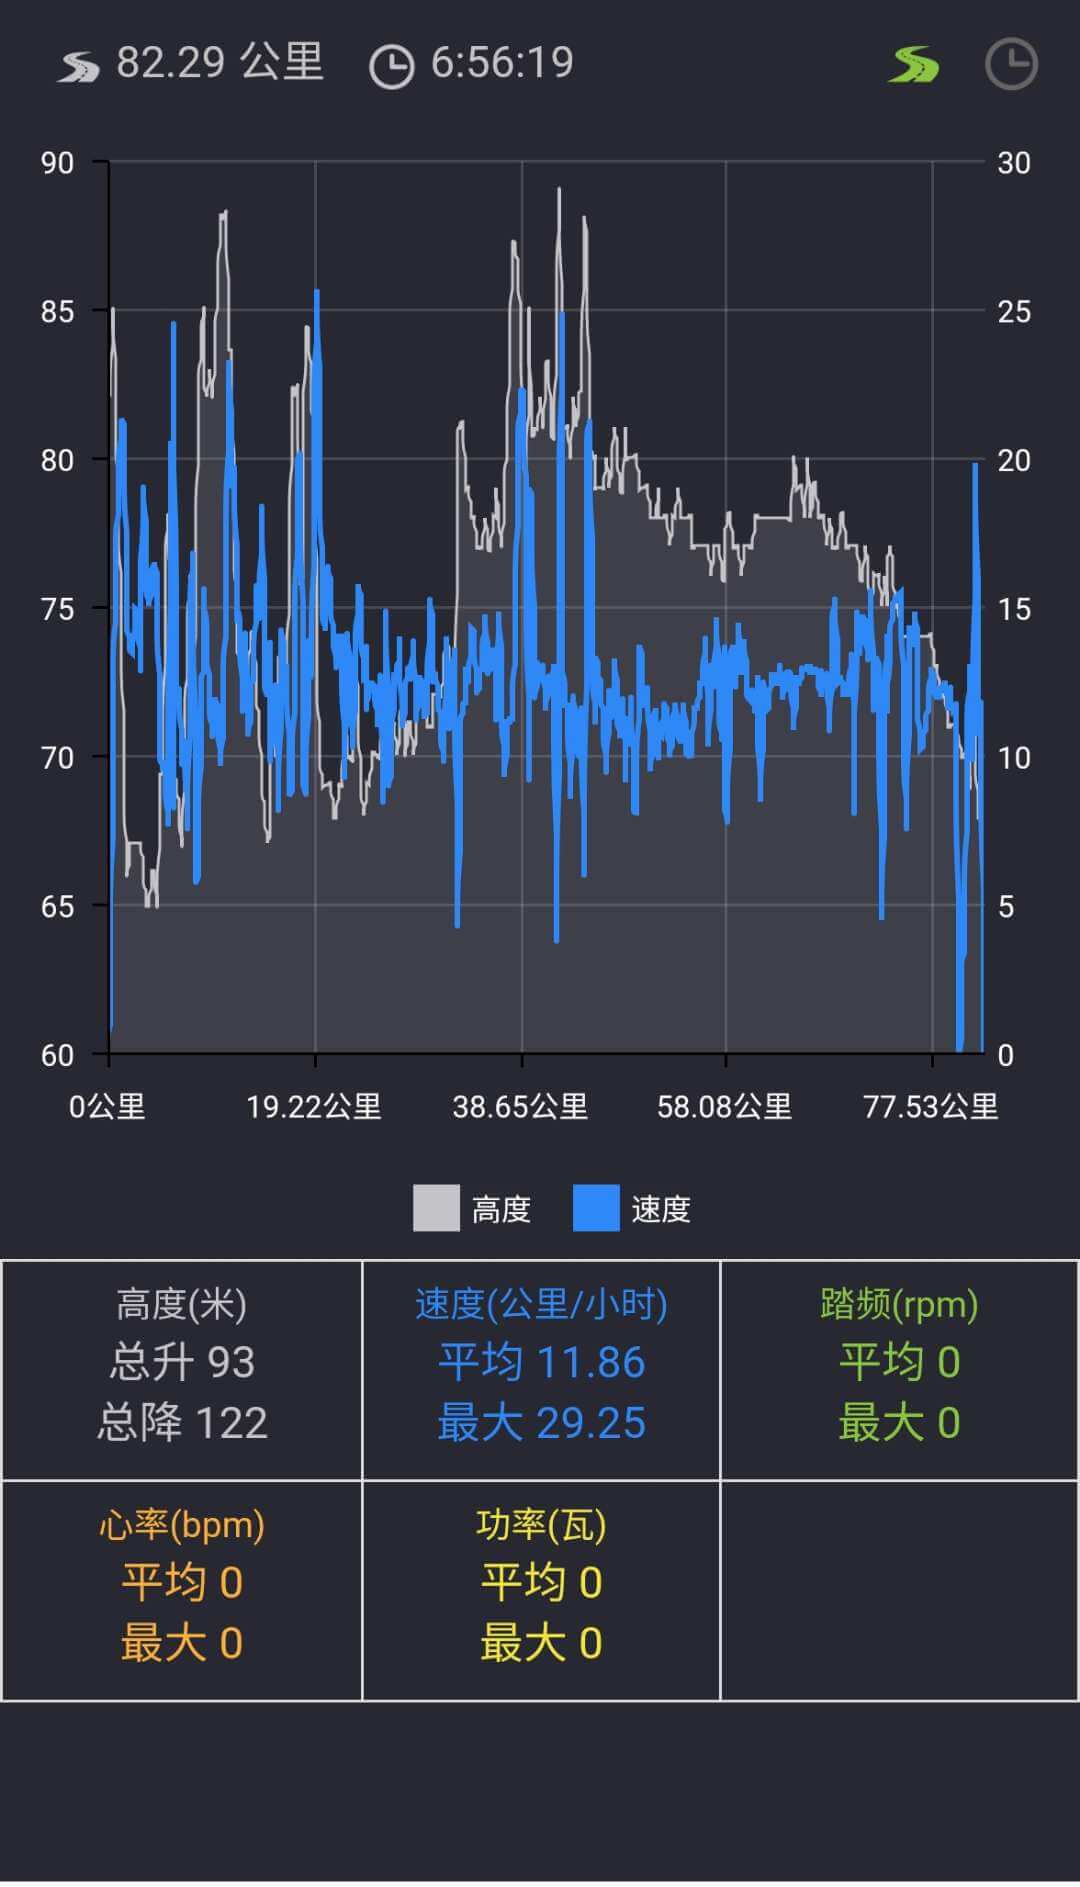 82.29 公里 6:56:19
90 30
85 25
80 20
75 15
70 10
65 5
60 0
0公里 19.22公里 38.65公里 58.08公里 77.53公里
高度 速度
高度(米)
总升 93
总降 122
速度(公里/小时)
平均 11.86
最大 29.25
踏频(rpm)
平均 0
最大 0
心率(bpm)
平均 0
最大 0
功率(瓦)
平均 0
最大 0